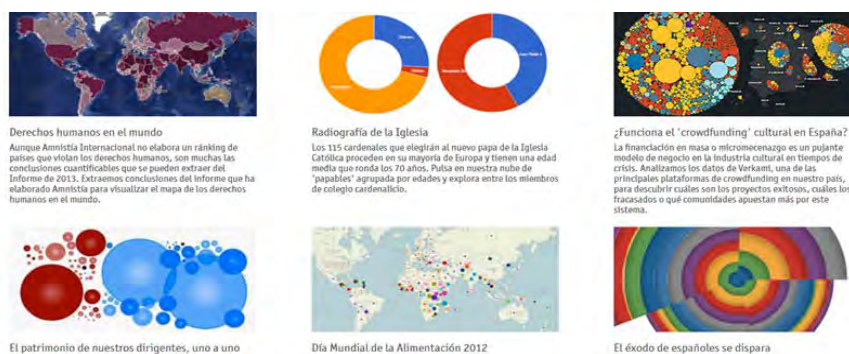 Derechos humanos en el mundo
Aunque Amnistía Internacional no elabora un ránking de
países que violan los derechos humanos, son muchas las
conclusiones cuantificables que se pueden extraer del
Informe de 2013. Extraemos conclusiones del informe que ha
elaborado Amnistía para visualizar el mapa de los derechos
humanos en el mundo.
Radiografía de la Iglesia
Los 115 cardenales que elegirán al nuevo papa de la Iglesia
Católica proceden en su mayoría de Europa y tienen una edad
media que ronda los 70 años. Pulsa en nuestra nube de
'papables' agrupada por edades y explora entre los miembros
de colegio cardenalicio.
¿Funciona el 'crowdfunding' cultural en España?
La financiación en masa o micromecenazgo es un pujante
modelo de negocio en la industria cultural en tiempos de
crisis. Analizamos los datos de Verkami, una de las
principales plataformas de crowdfunding en nuestro país,
para descubrir cuáles son los proyectos exitosos, cuáles los
fracasados o qué comunidades apuestan más por este
sistema.
El patrimonio de nuestros dirigentes, uno a uno
Día Mundial de la Alimentación 2012
El éxodo de españoles se dispara